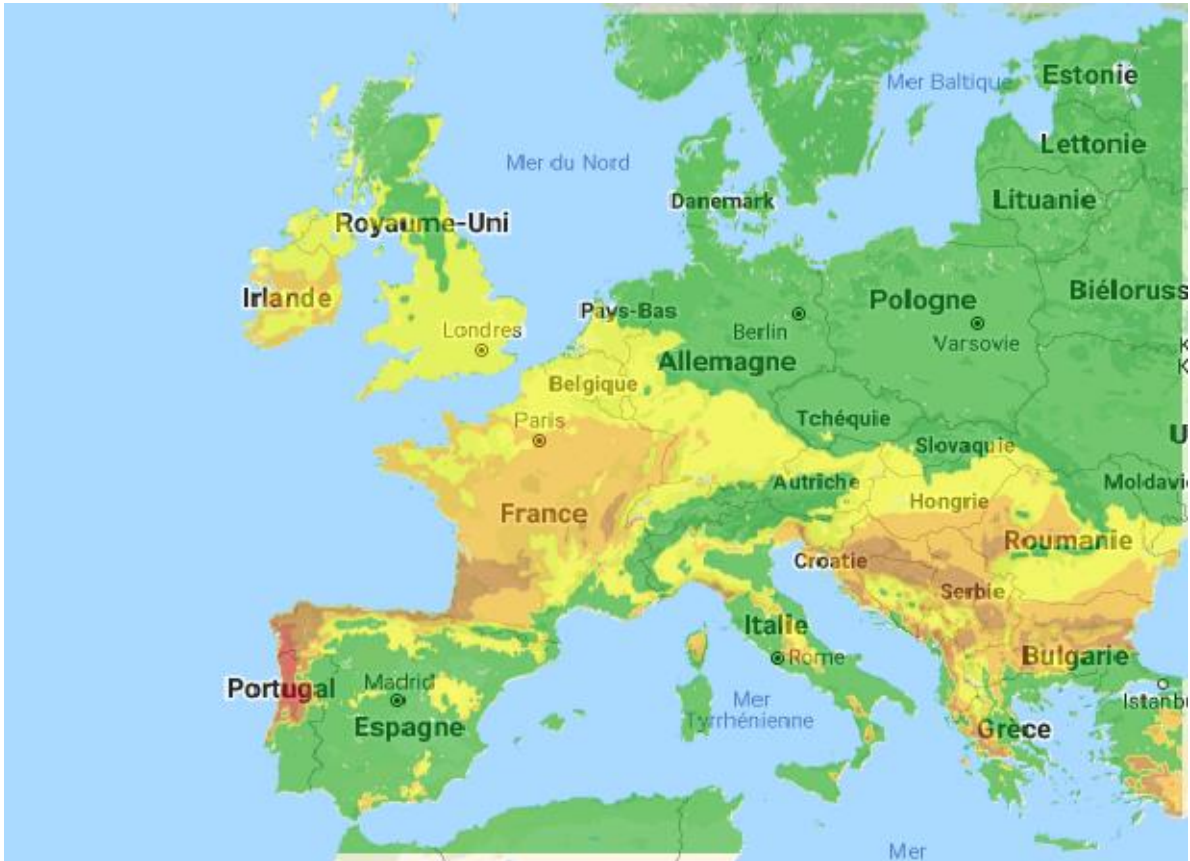 Estonie
Mer Baltique
Lettonie
Mer du Nord
Danemark
Lituanie
Royaume-Uni
Irlande
Pays-Bas
Pologne
Biéloruss
Londres
Berlin
Varsovie
K
K
Allemagne
Belgique
Paris
Tchéquie
Slovaquie
U
Autriche
Moldavie
Hongrie
France
Roumanie
Croatie
Serbie
Italie
Rome
Bulgarie
Portugal
Madrid
Istanbu
Espagne
Mer
Tyrrhénienne
Grèce
Mer